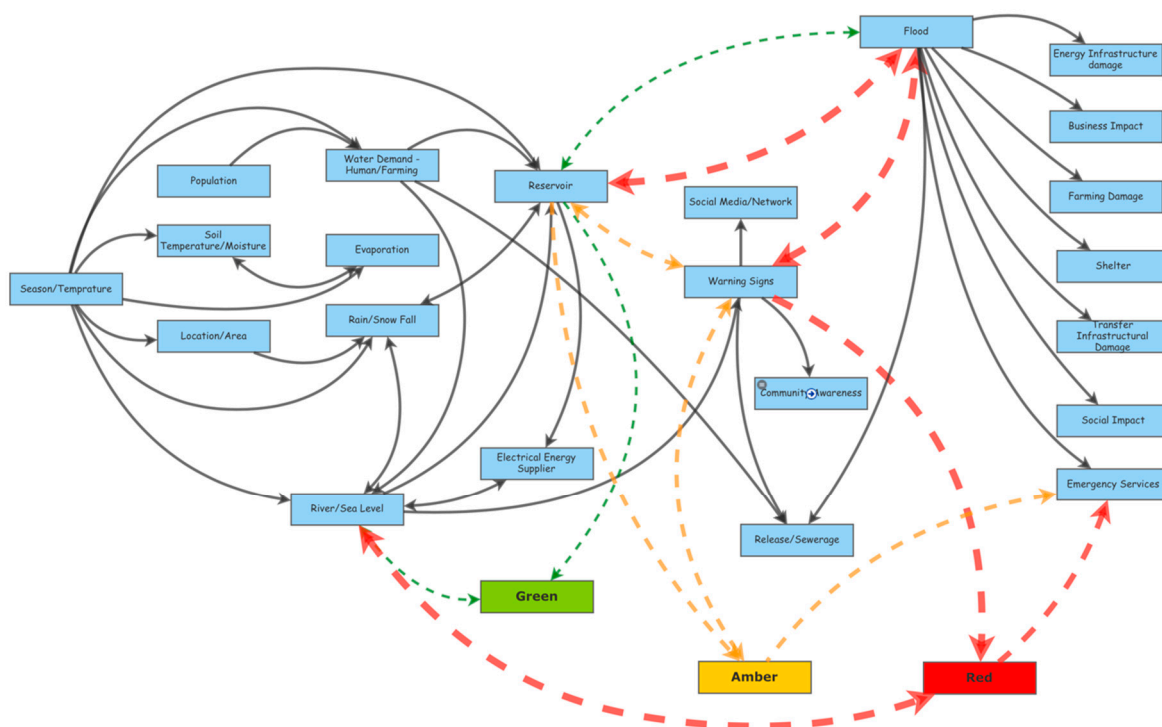 Flood
Energy Infrastructure
damage
Business Impact
Water Demand -
Human/Farming
Population
Reservoir
Social Media/Network
Farming Damage
Soil
Temperature/Moisture
Evaporation
Shelter
Season/Temprature
Warning Signs
Rain/Snow Fall
Location/Area
Transfer
Infrastructural
Damage
Community Awareness
Social Impact
Electrical Energy
Supplier
Emergency Services
River/Sea Level
Release/Sewerage
Green
Amber
Red